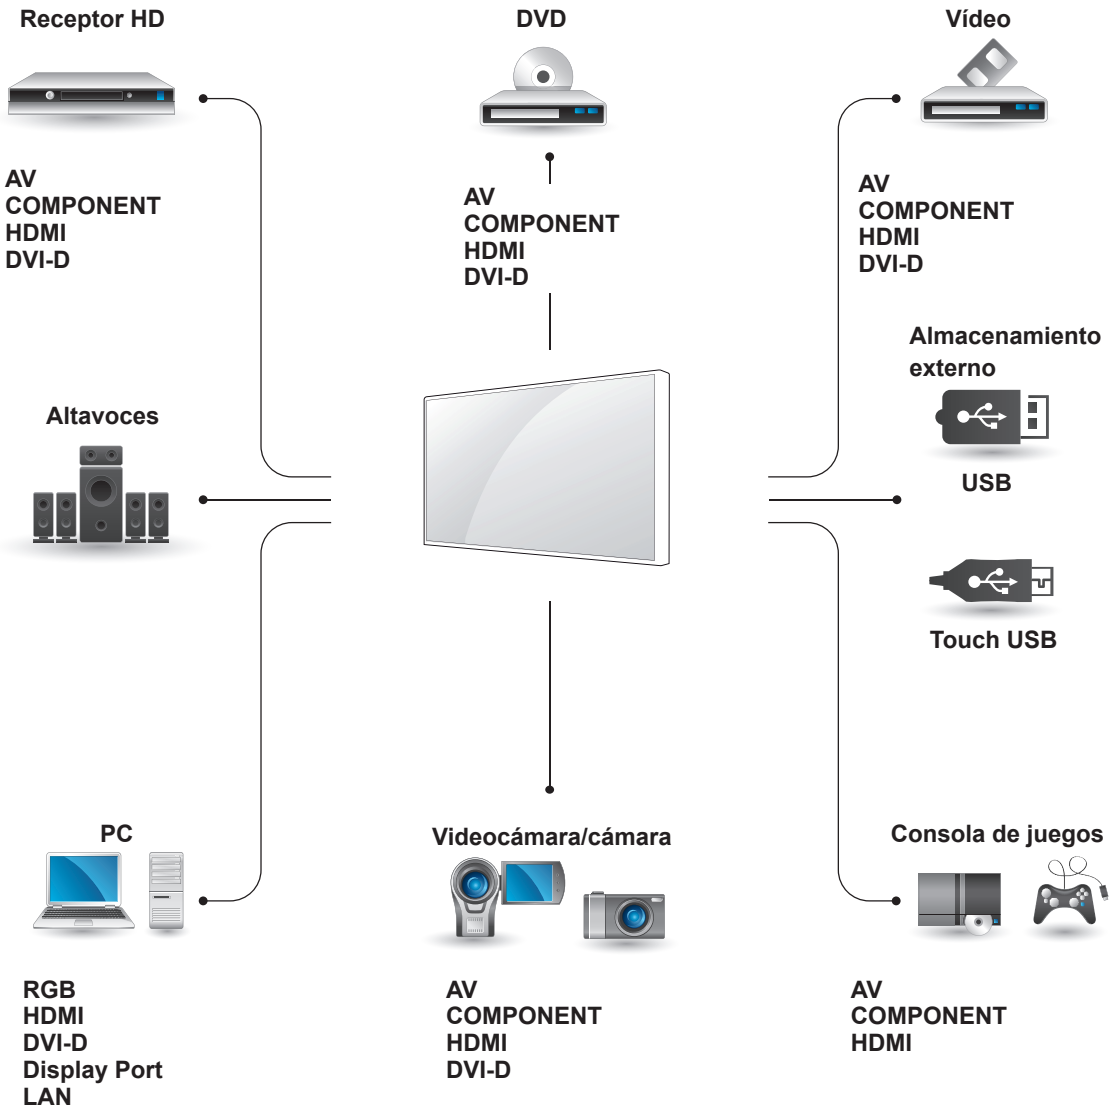 Receptor HD
AV
COMPONENT
HDMI
DVI-D
DVD
AV
COMPONENT
HDMI
DVI-D
Vídeo
AV
COMPONENT
HDMI
DVI-D
Altavoces
Almacenamiento
externo
USB
Touch USB
PC
RGB
HDMI
DVI-D
Display Port
LAN
Videocámara/cámara
AV
COMPONENT
HDMI
DVI-D
Consola de juegos
AV
COMPONENT
HDMI